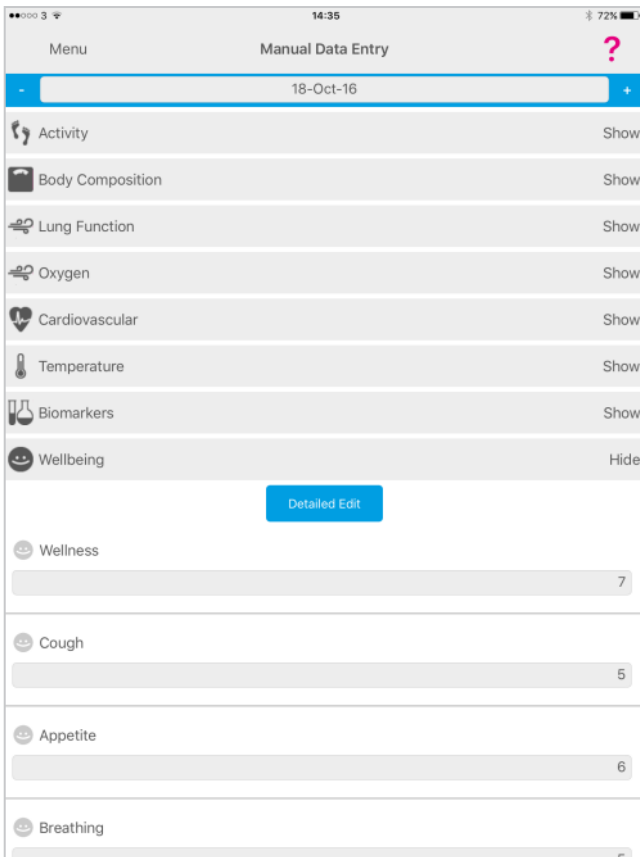 3 14:35 72%
Menu Manual Data Entry ?
- 18-Oct-16 +
Activity Show
Body Composition Show
Lung Function Show
Oxygen Show
Cardiovascular Show
Temperature Show
Biomarkers Show
Wellbeing Hide
Detailed Edit
Wellness
7
Cough
5
Appetite
6
Breathing
5